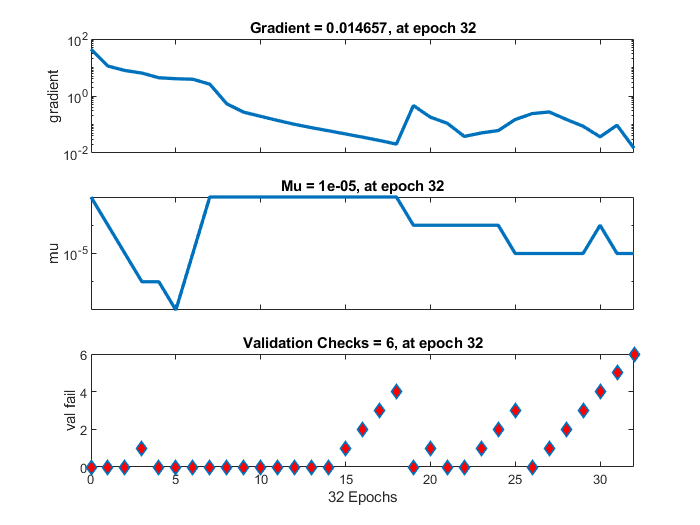 Gradient = 0.014657, at epoch 32
10^2
10^0
10^-2
gradient
Mu = 1e-05, at epoch 32
10^-5
mu
Validation Checks = 6, at epoch 32
6
4
2
0
val fail
0 5 10 15 20 25 30
32 Epochs